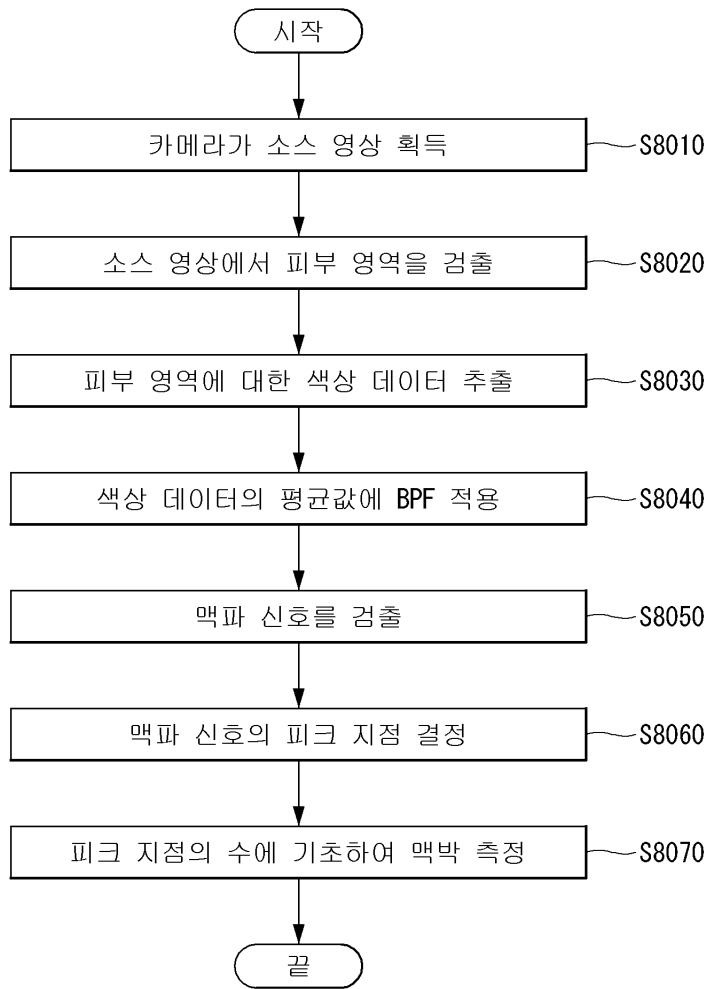 시작
카메라가 소스 영상 획득 S8010
소스 영상에서 피부 영역을 검출 S8020
피부 영역에 대한 색상 데이터 추출 S8030
색상 데이터의 평균값에 BPF 적용 S8040
맥파 신호를 검출 S8050
맥파 신호의 피크 지점 결정 S8060
피크 지점의 수에 기초하여 맥박 측정 S8070
끝